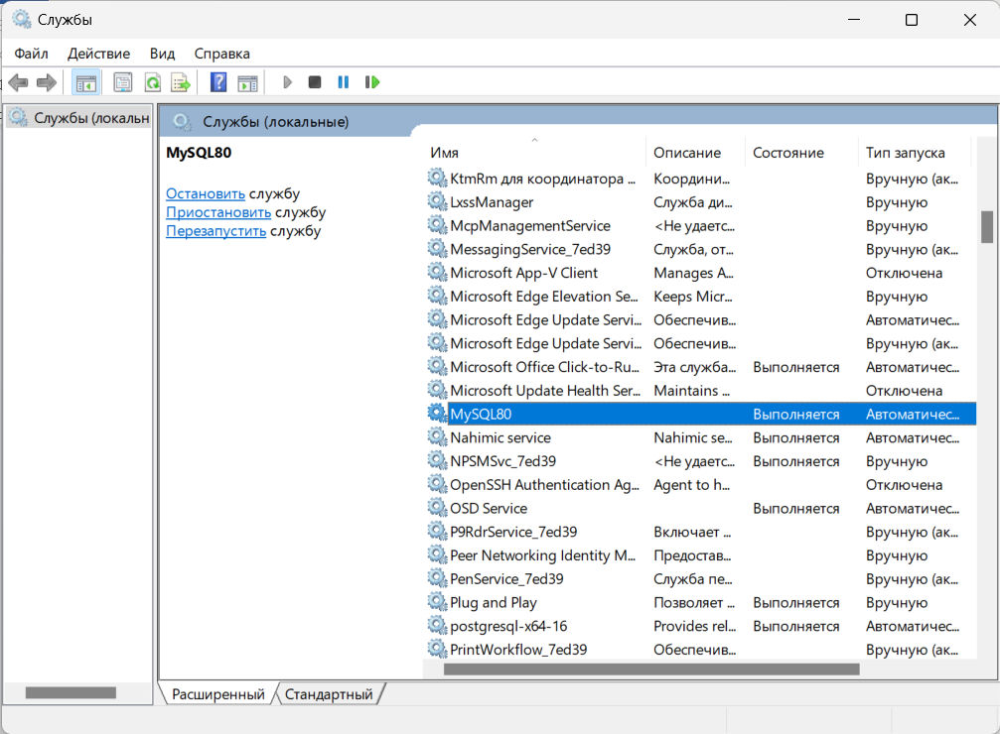 Службы
Файл Действие Вид Справка
Службы (локальн
Службы (локальные)
MySQL80
Остановить службу
Приостановить службу
Перезапустить службу
Имя Описание Состояние Тип запуска
KtmRm для координатора ... Координи... Вручную (ак...
LxssManager Служба ди... Вручную
McpManagementService <Не удаетс... Вручную
MessagingService_7ed39 Служба, от... Вручную (ак...
Microsoft App-V Client Manages A... Отключена
Microsoft Edge Elevation Se... Keeps Micr... Вручную
Microsoft Edge Update Servi... Обеспечив... Автоматичес...
Microsoft Edge Update Servi... Обеспечив... Вручную (ак...
Microsoft Office Click-to-Ru... Эта служба... Выполняется Автоматичес...
Microsoft Update Health Ser... Maintains ... Отключена
MySQL80 Выполняется Автоматичес...
Nahimic service Nahimic se... Выполняется Автоматичес...
NPSMSvc_7ed39 <Не удаетс... Выполняется Вручную
OpenSSH Authentication Ag... Agent to h... Отключена
OSD Service Выполняется Автоматичес...
P9RdrService_7ed39 Включает ... Вручную (ак...
Peer Networking Identity M... Предостав... Вручную
PenService_7ed39 Служба пе... Вручную (ак...
Plug and Play Позволяет ... Выполняется Вручную
postgresql-x64-16 Provides rel... Выполняется Автоматичес...
PrintWorkflow_7ed39 Обеспечив... Вручную (ак...
Расширенный Стандартный